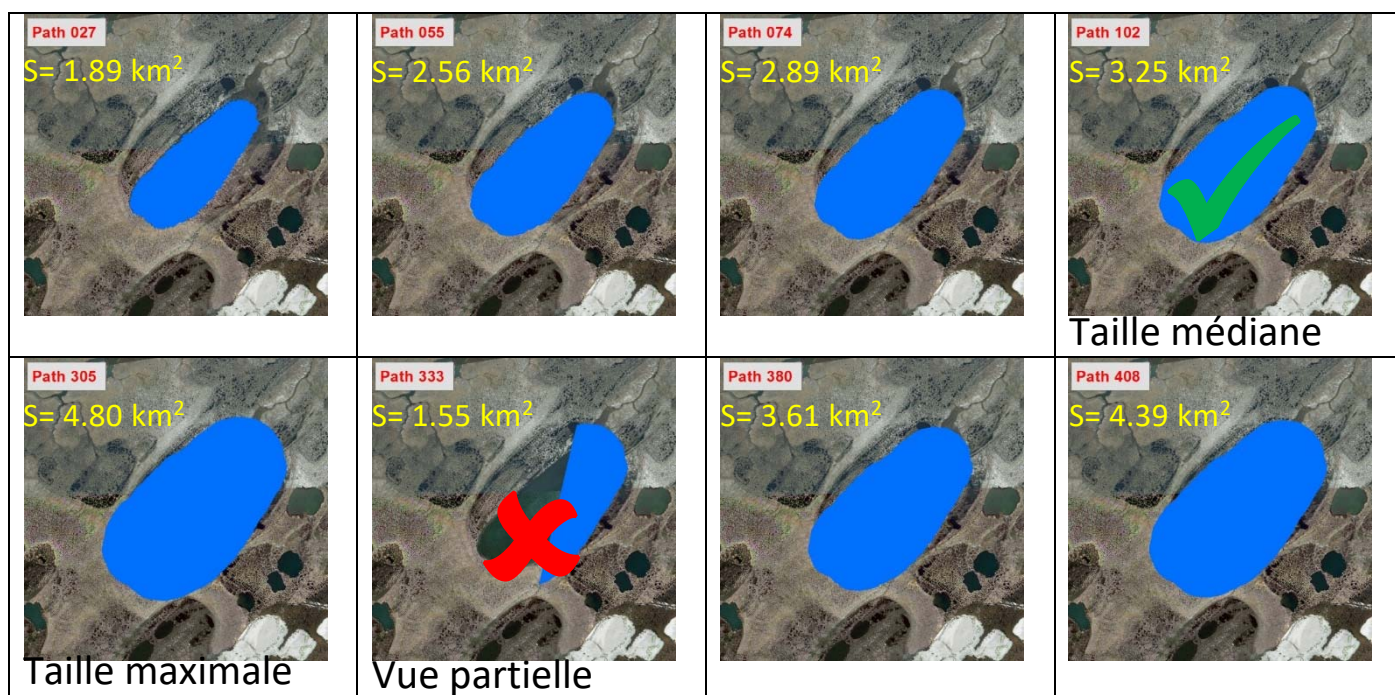 Path 027
S= 1.89 km²
Path 055
S= 2.56 km²
Path 074
S= 2.89 km²
Path 102
S= 3.25 km²
Taille médiane
Path 305
S= 4.80 km²
Taille maximale
Path 333
S= 1.55 km²
Vue partielle
Path 380
S= 3.61 km²
Path 408
S= 4.39 km²